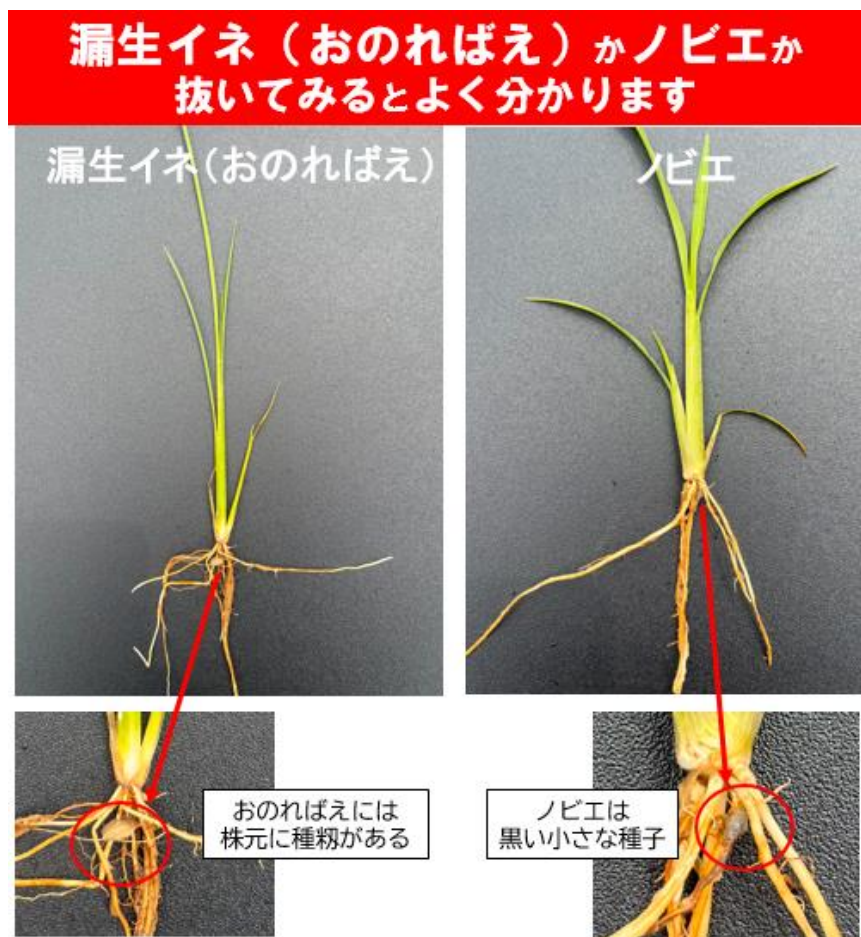 漏生イネ（おのればえ）かノビエか
抜いてみるとよく分かります
漏生イネ（おのればえ）
ノビエ
おのればえには
株元に種籾がある
ノビエは
黒い小さな種子